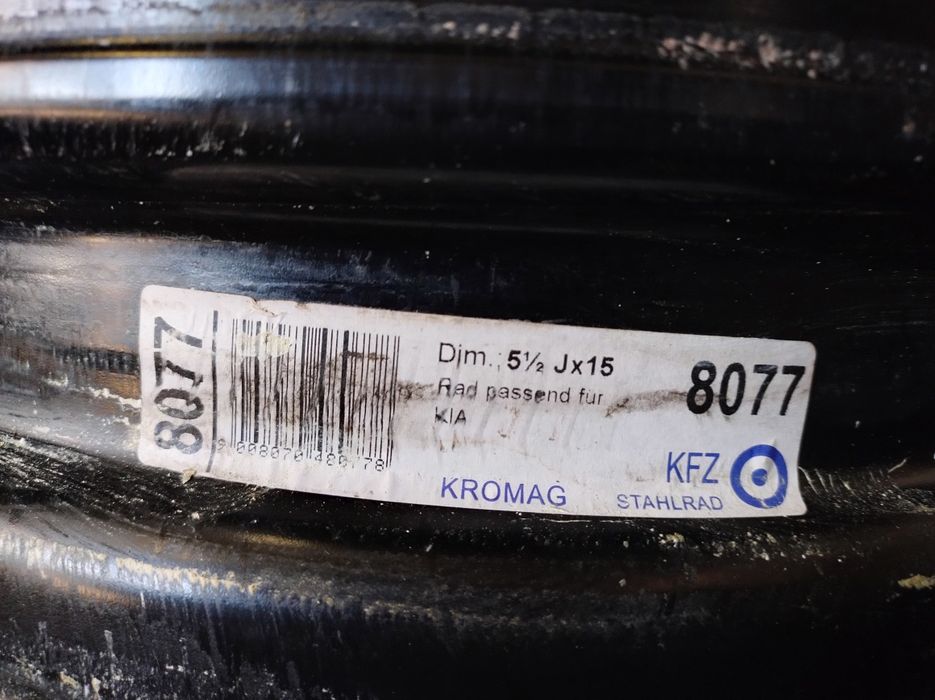 8077
Dim.: 5½ Jx15
Rad passend für
KIA
8077
KROMAG
KFZ
STAHLRAD